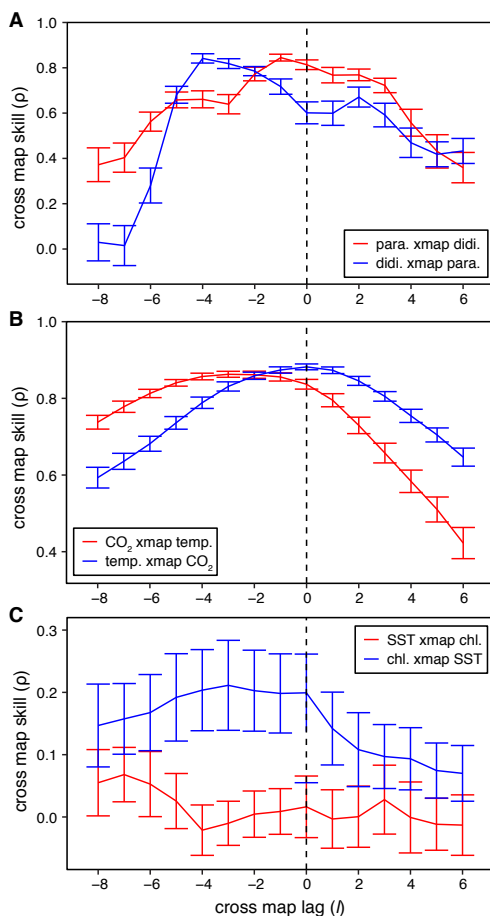 A
cross map skill (ρ)
1.0
0.8
0.6
0.4
0.2
0.0
para. xmap didi.
didi. xmap para.
−8 −6 −4 −2 0 2 4 6
B
cross map skill (ρ)
1.0
0.8
0.6
0.4
CO₂ xmap temp.
temp. xmap CO₂
−8 −6 −4 −2 0 2 4 6
C
cross map skill (ρ)
0.3
0.2
0.1
0.0
SST xmap chl.
chl. xmap SST
−8 −6 −4 −2 0 2 4 6
cross map lag (l)